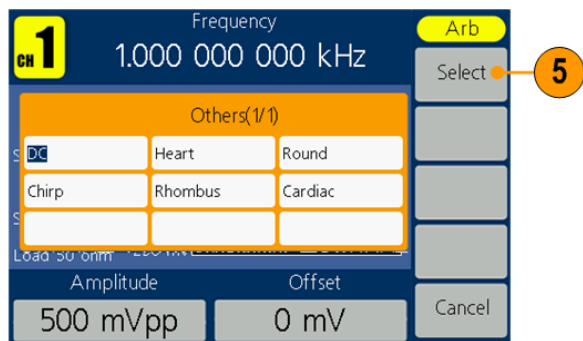 Frequency
Arb
CH 1
1.000 000 000 kHz
Select
5
Others(1/1)
DC Heart Round
Chirp Rhombus Cardiac
Load 50 ohm
Amplitude Offset
500 mVpp 0 mV
Cancel